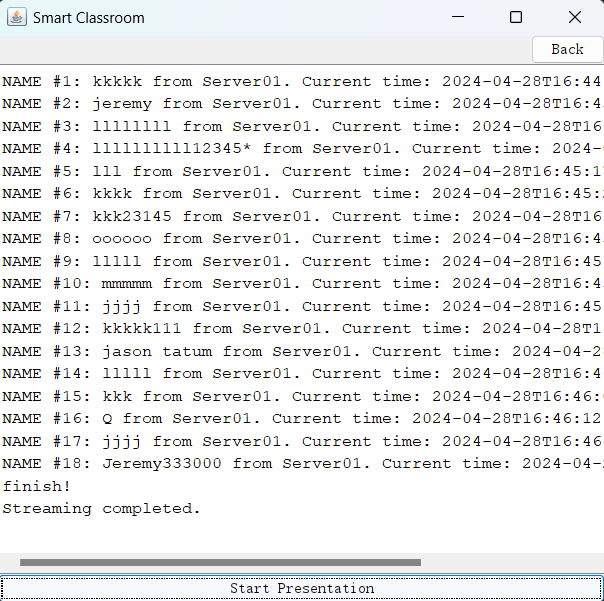 Smart Classroom
Back
NAME #1: kkkkk from Server01. Current time: 2024-04-28T16:44
NAME #2: jeremy from Server01. Current time: 2024-04-28T16:4
NAME #3: llllllll from Server01. Current time: 2024-04-28T16
NAME #4: lllllllllll12345* from Server01. Current time: 2024-
NAME #5: lll from Server01. Current time: 2024-04-28T16:45:1
NAME #6: kkkk from Server01. Current time: 2024-04-28T16:45:
NAME #7: kkk23145 from Server01. Current time: 2024-04-28T16
NAME #8: oooooo from Server01. Current time: 2024-04-28T16:4
NAME #9: lllll from Server01. Current time: 2024-04-28T16:45
NAME #10: mmmmm from Server01. Current time: 2024-04-28T16:4
NAME #11: jjjj from Server01. Current time: 2024-04-28T16:45
NAME #12: kkkkk111 from Server01. Current time: 2024-04-28T1
NAME #13: jason tatum from Server01. Current time: 2024-04-2
NAME #14: lllll from Server01. Current time: 2024-04-28T16:4
NAME #15: kkk from Server01. Current time: 2024-04-28T16:46:
NAME #16: Q from Server01. Current time: 2024-04-28T16:46:12
NAME #17: jjjj from Server01. Current time: 2024-04-28T16:46
NAME #18: Jeremy333000 from Server01. Current time: 2024-04-
finish!
Streaming completed.
Start Presentation